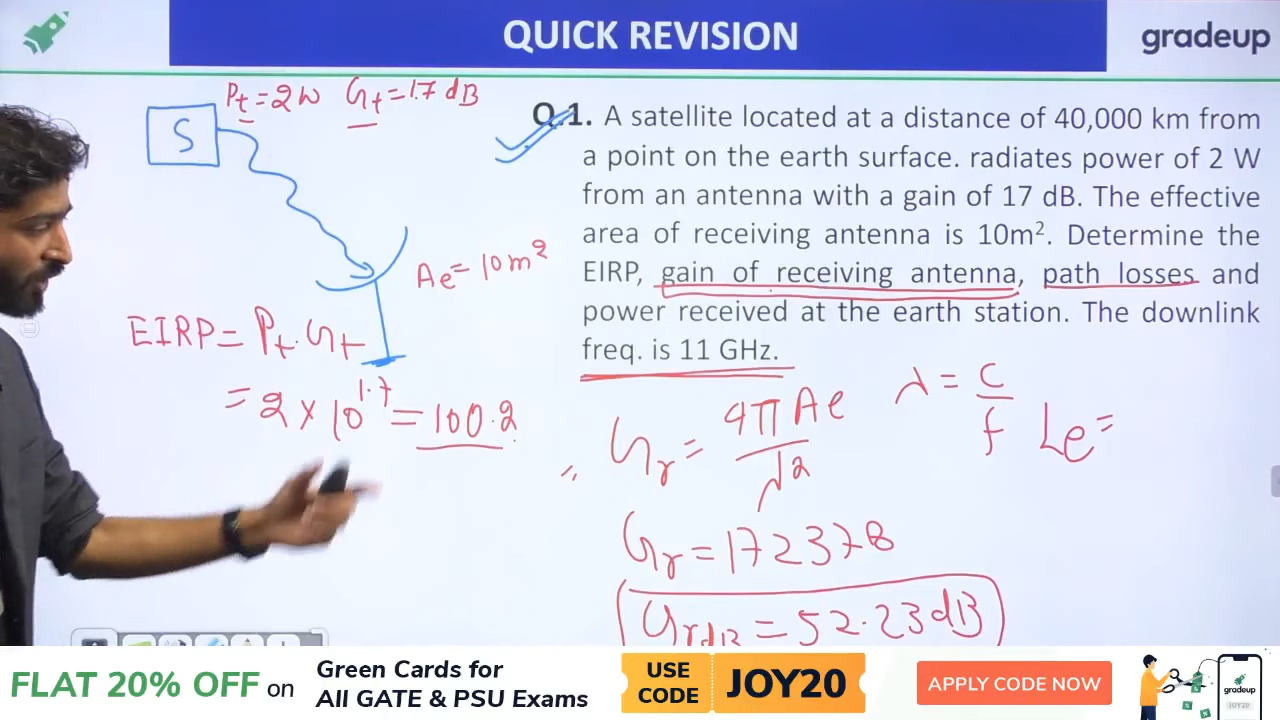 QUICK REVISION
gradeup
Pt = 2W Gt = 1.7 dB
S
Ae = 10m²
EIRP = Pt. Gt
= 2 × 10^1.7 = 100.2
Q.1. A satellite located at a distance of 40,000 km from
a point on the earth surface. radiates power of 2 W
from an antenna with a gain of 17 dB. The effective
area of receiving antenna is 10m². Determine the
EIRP, gain of receiving antenna, path losses and
power received at the earth station. The downlink
freq. is 11 GHz.
λ = c/f Le =
Gr = 4πAe/λ²
Gr = 172378
GrdB = 52.23dB
FLAT 20% OFF on
Green Cards for
All GATE & PSU Exams
USE
CODE
JOY20
APPLY CODE NOW
gradeup
JOY20